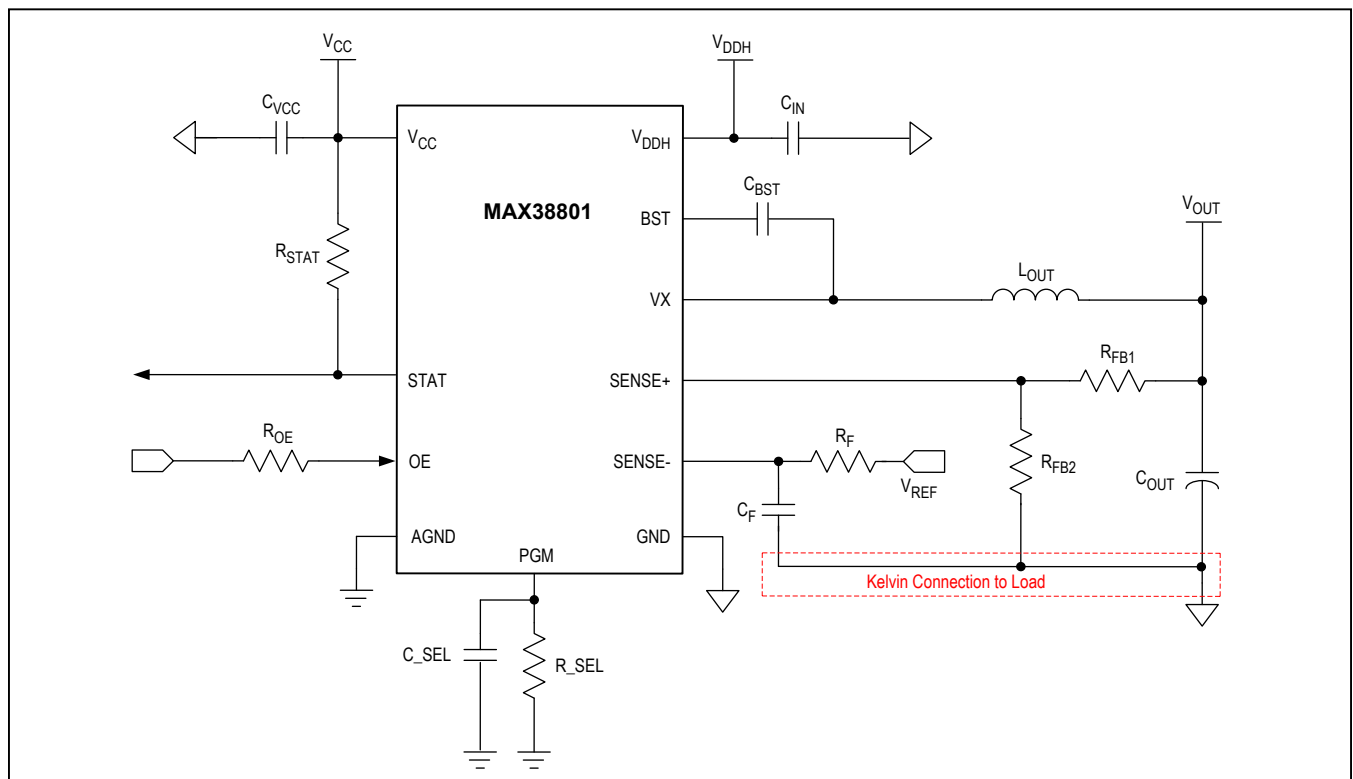 VCC
VDDH
CVCC
CIN
VCC
VDDH
MAX38801
CBST
BST
VOUT
RSTAT
LOUT
VX
RFB1
STAT
SENSE+
ROE
RF
OE
SENSE-
RFB2
COUT
VREF
CF
AGND
GND
PGM
Kelvin Connection to Load
C_SEL
R_SEL